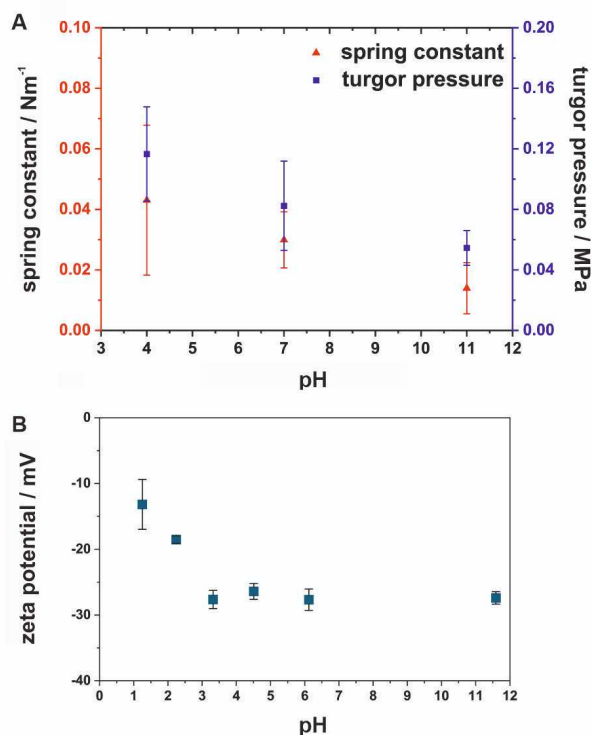 A
spring constant
turgor pressure
spring constant / Nm⁻¹
0.10
0.08
0.06
0.04
0.02
0.00
turgor pressure / MPa
0.20
0.16
0.12
0.08
0.04
0.00
3 4 5 6 7 8 9 10 11 12
pH
B
zeta potential / mV
0
-10
-20
-30
-40
0 1 2 3 4 5 6 7 8 9 10 11 12
pH